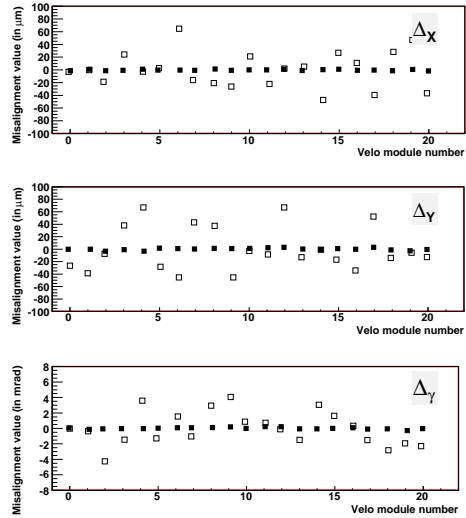 Misalignment value (in μm)
100
80
60
40
20
0
-20
-40
-60
-80
-100
Δ_X
0 5 10 15 20
Velo module number
Misalignment value (in μm)
100
80
60
40
20
0
-20
-40
-60
-80
-100
Δ_Y
0 5 10 15 20
Velo module number
Misalignment value (in mrad)
8
6
4
2
0
-2
-4
-6
-8
Δ_γ
0 5 10 15 20
Velo module number